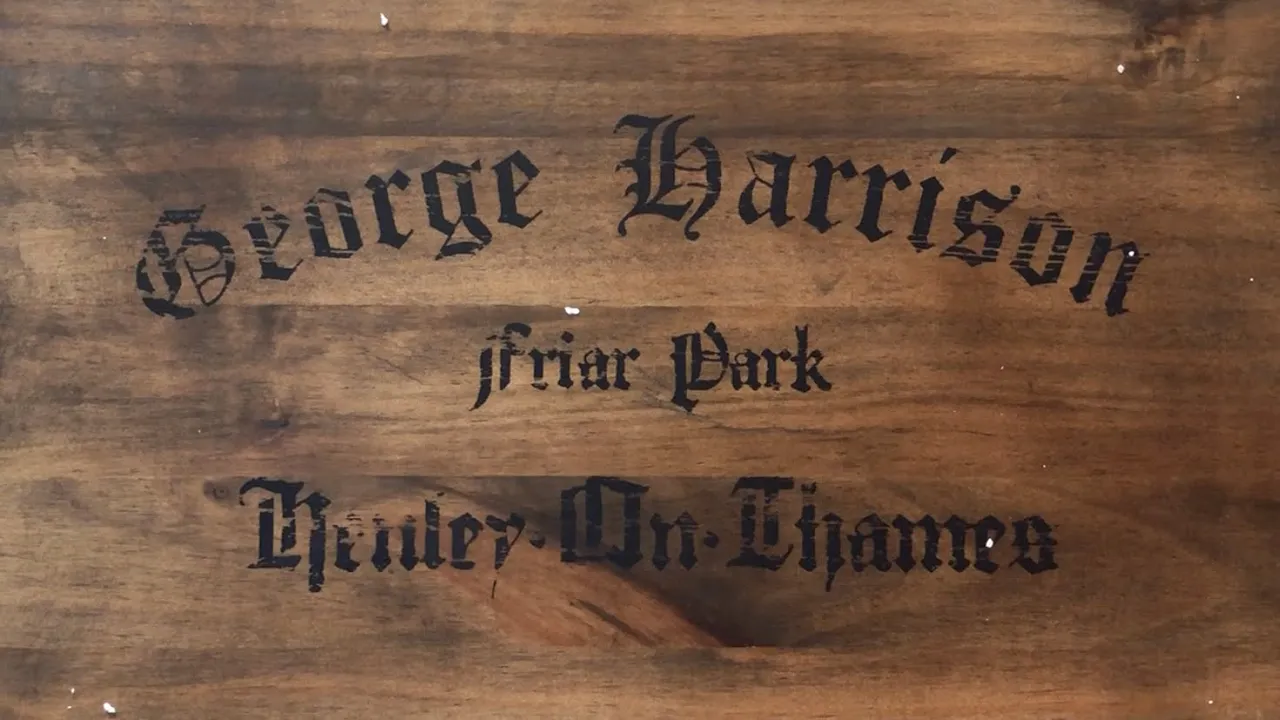 George Harrison
Friar Park
Henley-On-Thames